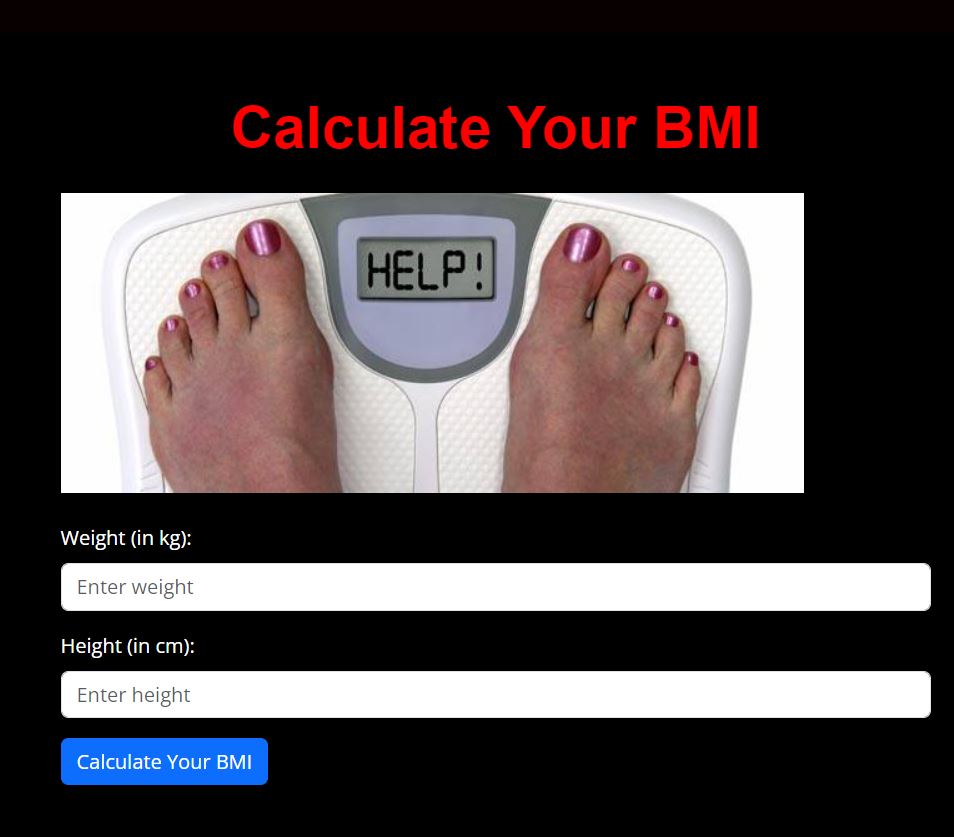 Calculate Your BMI
HELP!
Weight (in kg):
Enter weight
Height (in cm):
Enter height
Calculate Your BMI